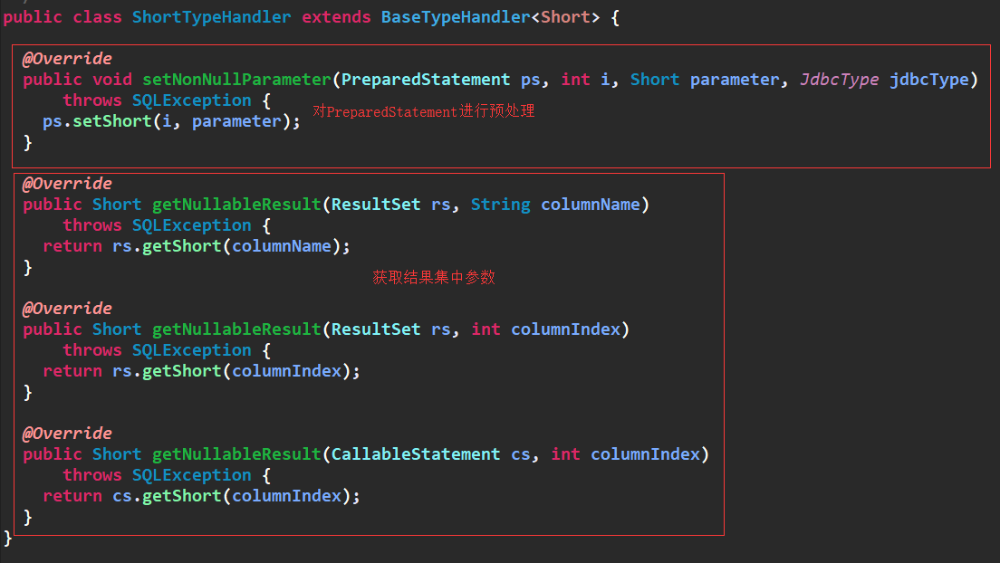 public class ShortTypeHandler extends BaseTypeHandler<Short> {
@Override
public void setNonNullParameter(PreparedStatement ps, int i, Short parameter, JdbcType jdbcType)
throws SQLException {
对PreparedStatement进行预处理
ps.setShort(i, parameter);
}
@Override
public Short getNullableResult(ResultSet rs, String columnName)
throws SQLException {
return rs.getShort(columnName);
}
获取结果集中参数
@Override
public Short getNullableResult(ResultSet rs, int columnIndex)
throws SQLException {
return rs.getShort(columnIndex);
}
@Override
public Short getNullableResult(CallableStatement cs, int columnIndex)
throws SQLException {
return cs.getShort(columnIndex);
}
}